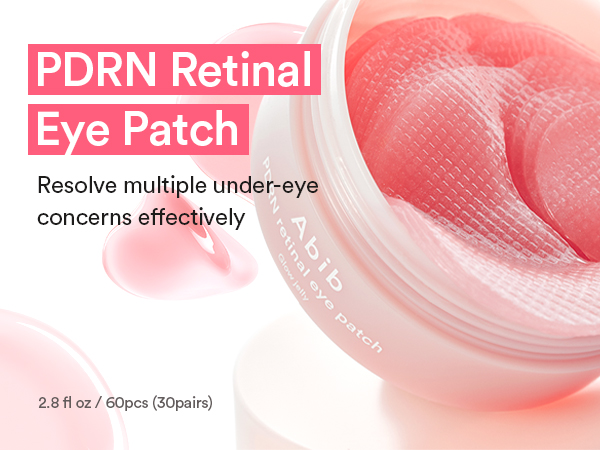 PDRN Retinal
Eye Patch
Resolve multiple under-eye
concerns effectively
Abib
PDRN retinal eye patch
Glow jelly
2.8 fl oz / 60pcs (30pairs)